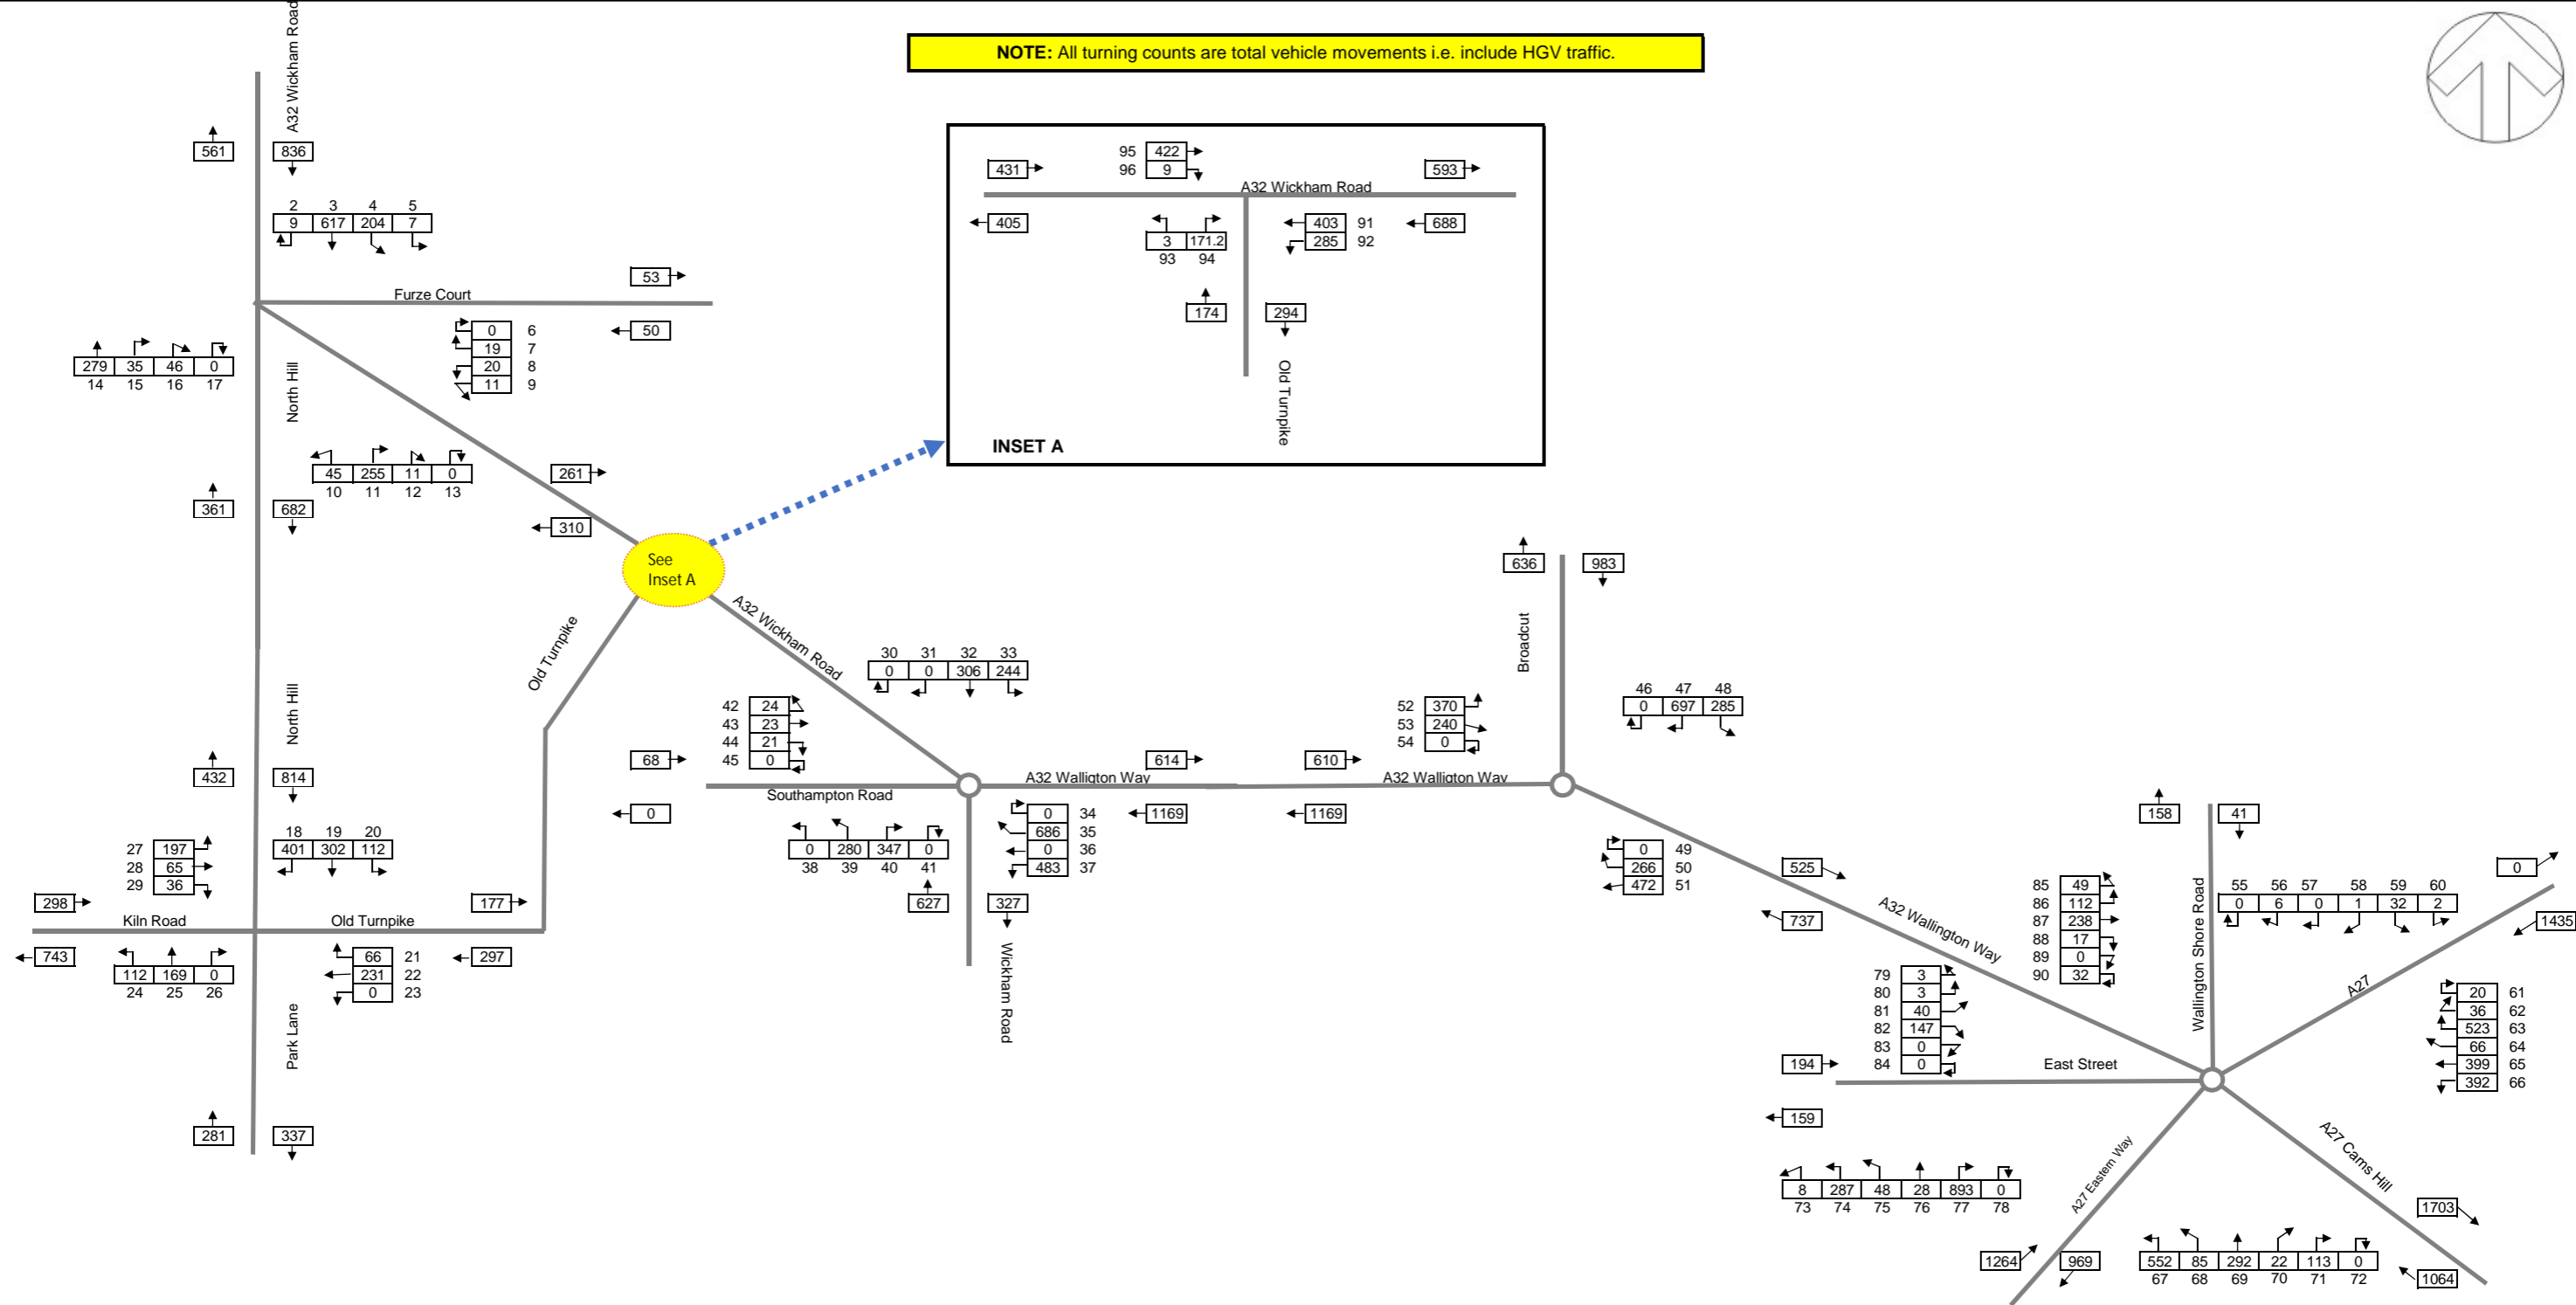 NOTE: All turning counts are total vehicle movements i.e. include HGV traffic.
A32 Wickham Road
561
836
2 3 4 5
9 617 204 7
53
Furze Court
50
0 6
19 7
20 8
11 9
279 35 46 0
14 15 16 17
North Hill
45 255 11 0
10 11 12 13
261
310
361
682
See
Inset A
INSET A
431
95 422
96 9
593
A32 Wickham Road
405
3 171.2
93 94
403 91
285 92
688
174
294
Old Turnpike
Old Turnpike
North Hill
432
814
27 197
28 65
29 36
18 19 20
401 302 112
298
Kiln Road
Old Turnpike
177
743
112 169 0
24 25 26
66 21
231 22
0 23
297
Park Lane
281
337
A32 Wickham Road
30 31 32 33
0 0 306 244
42 24
43 23
44 21
45 0
68
Southampton Road
0
0 280 347 0
38 39 40 41
627
327
Wickham Road
0 34
686 35
0 36
483 37
614
A32 Walligton Way
1169
610
A32 Walligton Way
1169
636
983
Broadcut
52 370
53 240
54 0
46 47 48
0 697 285
0 49
266 50
472 51
525
737
A32 Wallington Way
158
41
Wallington Shore Road
85 49
86 112
87 238
88 17
89 0
90 32
55 56 57 58 59 60
0 6 0 1 32 2
0
1435
A27
79 3
80 3
81 40
82 147
83 0
84 0
194
East Street
159
20 61
36 62
523 63
66 64
399 65
392 66
8 287 48 28 893 0
73 74 75 76 77 78
A27 Eastern Way
A27 Cams Hill
1264
969
552 85 292 22 113 0
67 68 69 70 71 72
1703
1064